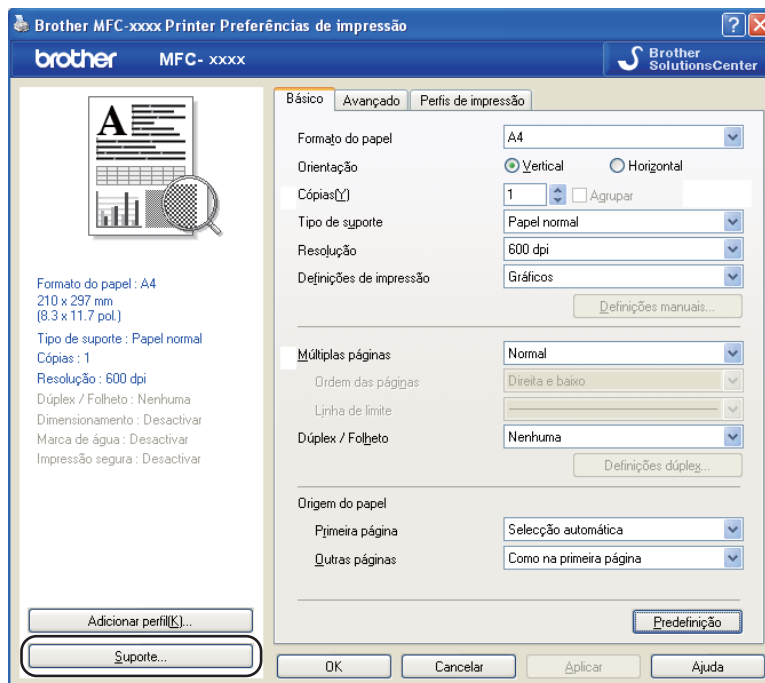 Brother MFC-xxxx Printer Preferências de impressão
brother MFC- xxxx
Brother
SolutionsCenter
A
Formato do papel : A4
210 x 297 mm
(8.3 x 11.7 pol.)
Tipo de suporte : Papel normal
Cópias : 1
Resolução : 600 dpi
Dúplex / Folheto : Nenhuma
Dimensionamento : Desactivar
Marca de água : Desactivar
Impressão segura : Desactivar
Adicionar perfil(K)...
Suporte...
Básico Avançado Perfis de impressão
Formato do papel A4
Orientação Vertical Horizontal
Cópias(Y) 1 Agrupar
Tipo de suporte Papel normal
Resolução 600 dpi
Definições de impressão Gráficos
Definições manuais...
Múltiplas páginas Normal
Ordem das páginas Direita e baixo
Linha de limite
Dúplex / Folheto Nenhuma
Definições dúplex...
Origem do papel
Primeira página Selecção automática
Outras páginas Como na primeira página
Predefinição
OK Cancelar Aplicar Ajuda